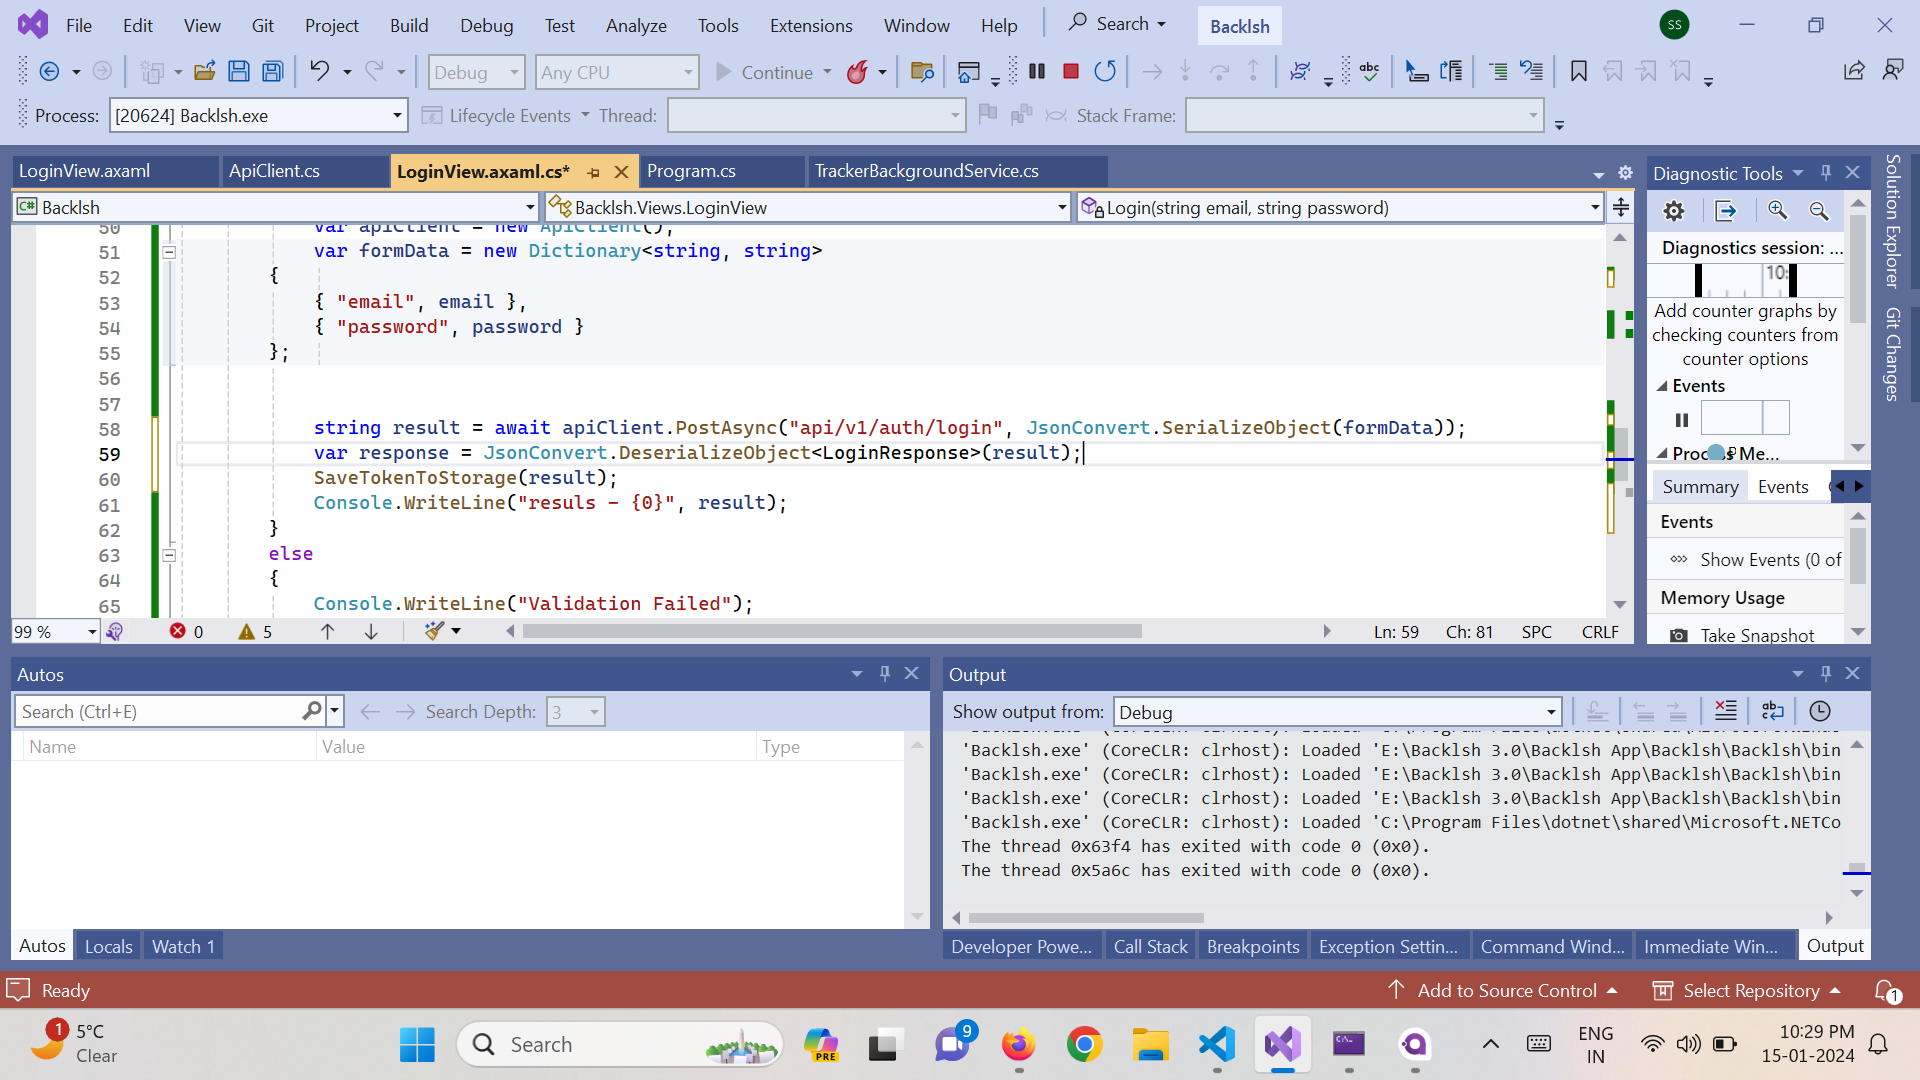 File Edit View Git Project Build Debug Test Analyze Tools Extensions Window Help Search Backlsh SS
Debug Any CPU Continue
Process: [20624] Backlsh.exe Lifecycle Events Thread: Stack Frame:
LoginView.axaml ApiClient.cs LoginView.axaml.cs* Program.cs TrackerBackgroundService.cs
Backlsh Backlsh.Views.LoginView Login(string email, string password)
50 var apiClient = new ApiClient();
51 var formData = new Dictionary<string, string>
52 {
53 { "email", email },
54 { "password", password }
55 };
56
57
58 string result = await apiClient.PostAsync("api/v1/auth/login", JsonConvert.SerializeObject(formData));
59 var response = JsonConvert.DeserializeObject<LoginResponse>(result);
60 SaveTokenToStorage(result);
61 Console.WriteLine("resuls - {0}", result);
62 }
63 else
64 {
65 Console.WriteLine("Validation Failed");
99 % 0 5 Ln: 59 Ch: 81 SPC CRLF
Diagnostic Tools
Diagnostics session: ...
10:
Add counter graphs by
checking counters from
counter options
Events
Process Me...
Summary Events
Events
Show Events (0 of
Memory Usage
Take Snapshot
Solution Explorer
Git Changes
Autos
Search (Ctrl+E) Search Depth: 3
Name Value Type
Autos Locals Watch 1
Output
Show output from: Debug
'Backlsh.exe' (CoreCLR: clrhost): Loaded 'E:\Backlsh 3.0\Backlsh App\Backlsh\Backlsh\bin
'Backlsh.exe' (CoreCLR: clrhost): Loaded 'E:\Backlsh 3.0\Backlsh App\Backlsh\Backlsh\bin
'Backlsh.exe' (CoreCLR: clrhost): Loaded 'E:\Backlsh 3.0\Backlsh App\Backlsh\Backlsh\bin
'Backlsh.exe' (CoreCLR: clrhost): Loaded 'C:\Program Files\dotnet\shared\Microsoft.NETCo
The thread 0x63f4 has exited with code 0 (0x0).
The thread 0x5a6c has exited with code 0 (0x0).
Developer Powe... Call Stack Breakpoints Exception Settin... Command Wind... Immediate Win... Output
Ready Add to Source Control Select Repository 1
1 5°C
Clear
Search
PRE
9
ENG
IN
10:29 PM
15-01-2024